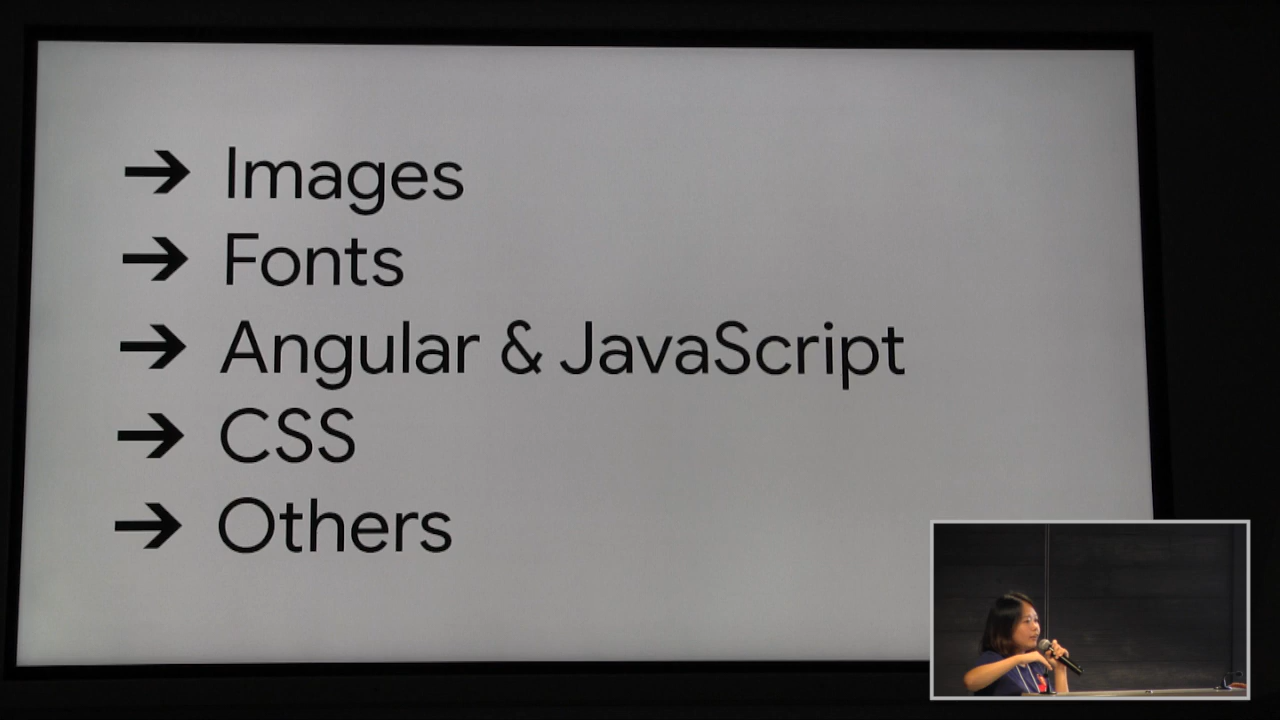 → Images
→ Fonts
→ Angular & JavaScript
→ CSS
→ Others